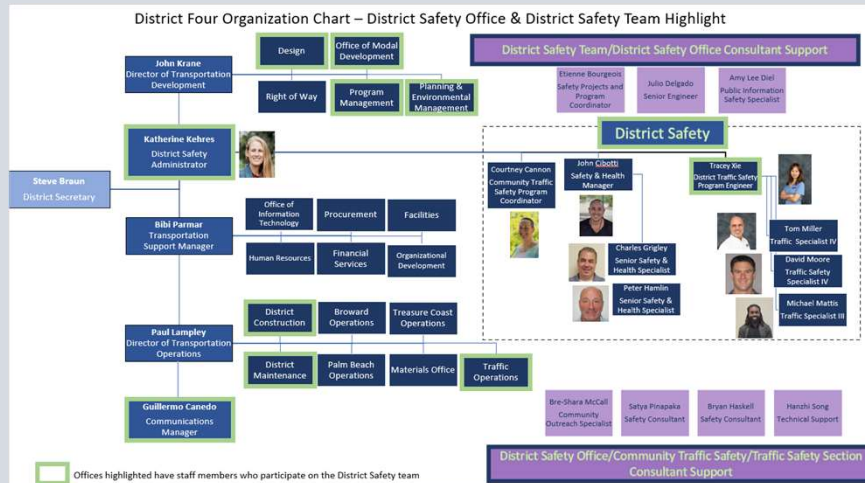 District Four Organization Chart – District Safety Office & District Safety Team Highlight
John Krane
Director of Transportation
Development
Design
Office of Modal
Development
Right of Way
Program
Management
Planning &
Environmental
Management
District Safety Team/District Safety Office Consultant Support
Etienne Bourgeois
Safety Projects and
Program
Coordinator
Julio Delgado
Senior Engineer
Amy Lee Diel
Public Information
Safety Specialist
Katherine Kehres
District Safety
Administrator
District Safety
Courtney Cannon
Community Traffic
Safety Program
Coordinator
John Cibotti
Safety & Health
Manager
Tracey Xie
District Traffic Safety
Program Engineer
Charles Grigley
Senior Safety &
Health Specialist
Peter Hamlin
Senior Safety &
Health Specialist
Tom Miller
Traffic Specialist IV
David Moore
Traffic Safety
Specialist IV
Michael Mattis
Traffic Specialist III
Steve Braun
District Secretary
Bibi Parmar
Transportation
Support Manager
Office of
Information
Technology
Procurement
Facilities
Human Resources
Financial
Services
Organizational
Development
Paul Lampley
Director of Transportation
Operations
District
Construction
Broward
Operations
Treasure Coast
Operations
District
Maintenance
Palm Beach
Operations
Materials Office
Traffic
Operations
Guillermo Canedo
Communications
Manager
Bre-Shara McCall
Community
Outreach Specialist
Satya Pinapaka
Safety Consultant
Bryan Haskell
Safety Consultant
Hanzhi Song
Technical Support
District Safety Office/Community Traffic Safety/Traffic Safety Section
Consultant Support
Offices highlighted have staff members who participate on the District Safety team